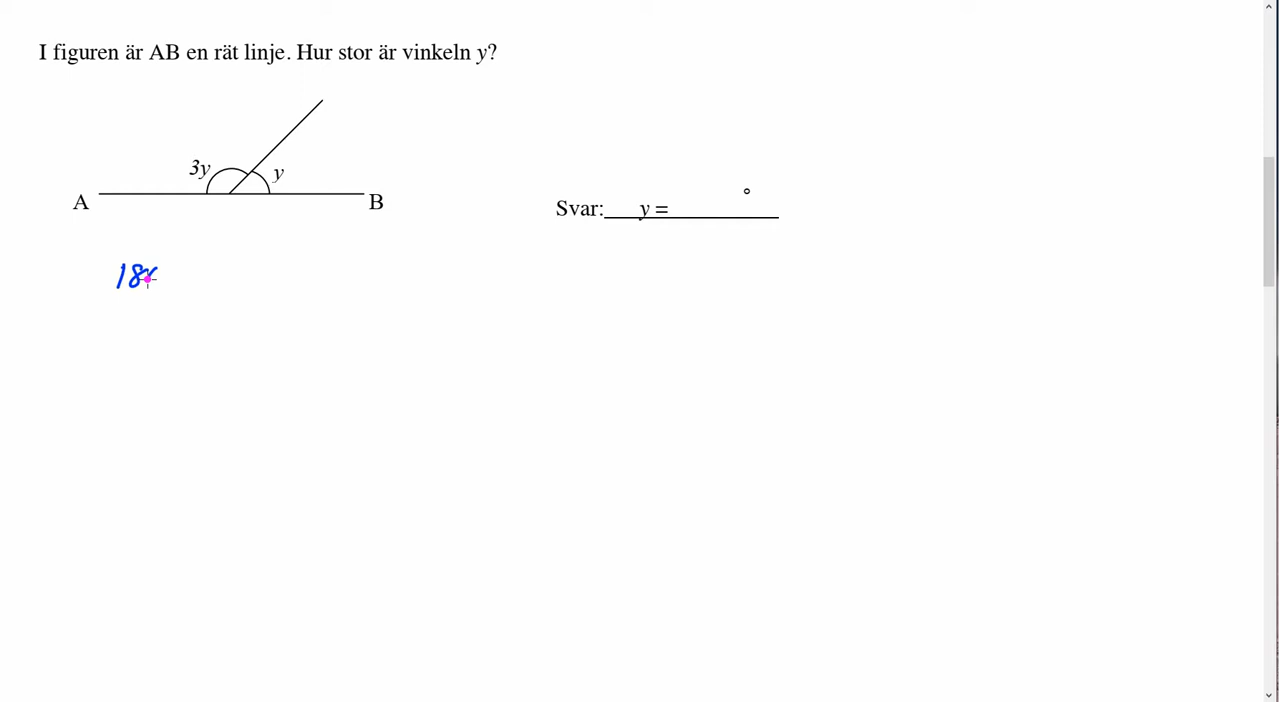 I figuren är AB en rät linje. Hur stor är vinkeln y?
3y
y
A
B
Svar: y = °
18